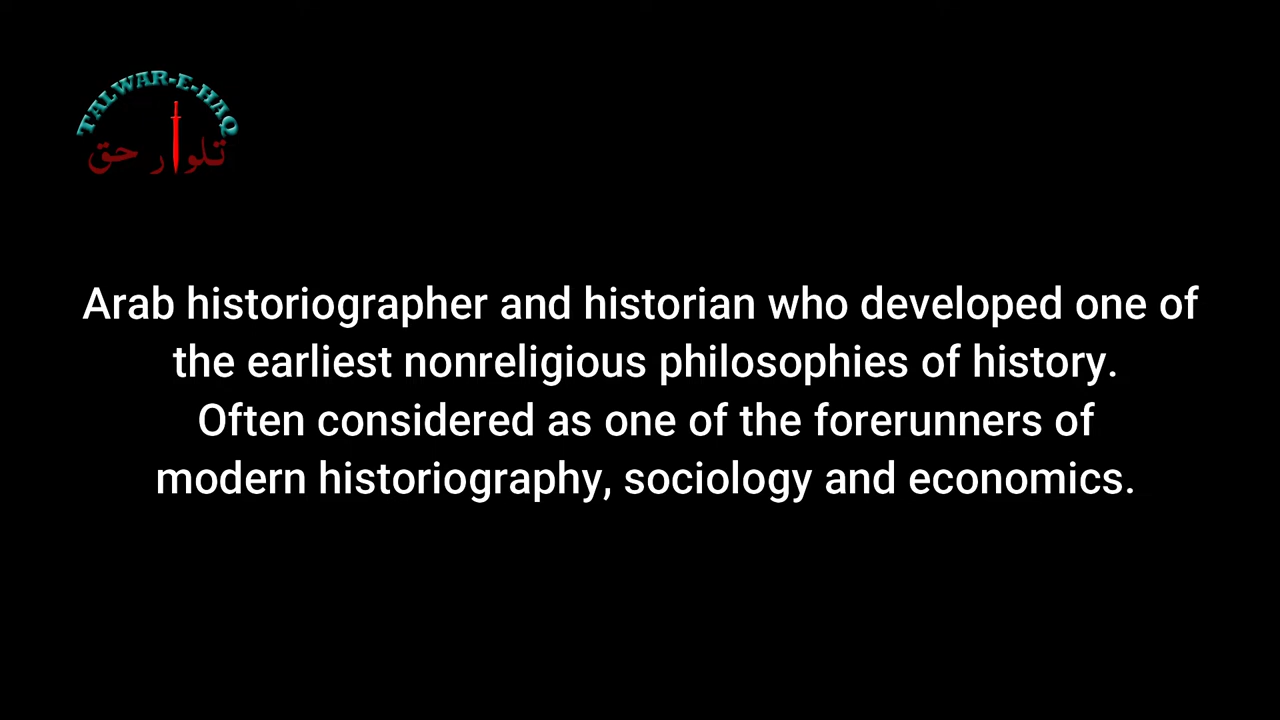 TALWAR-E-HAQ
تلوار حق
Arab historiographer and historian who developed one of
the earliest nonreligious philosophies of history.
Often considered as one of the forerunners of
modern historiography, sociology and economics.